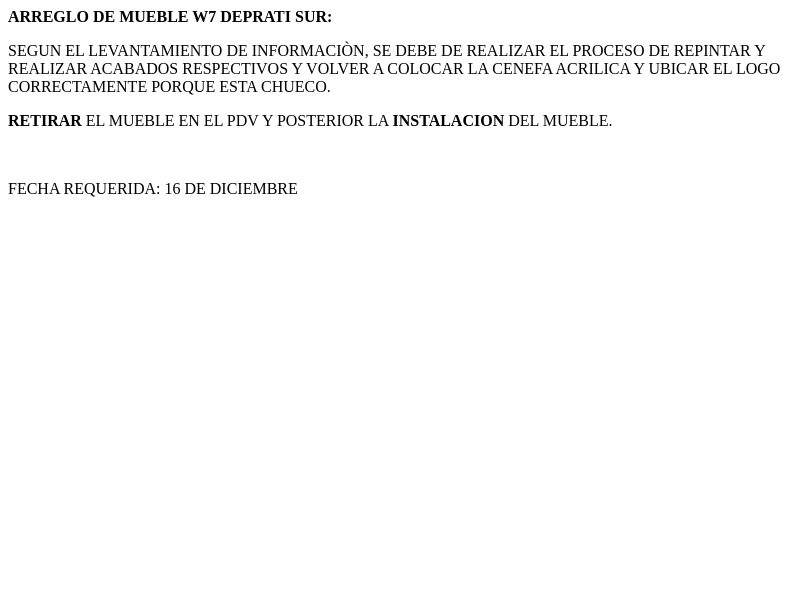 ARREGLO DE MUEBLE W7 DEPRATI SUR:
SEGUN EL LEVANTAMIENTO DE INFORMACIÒN, SE DEBE DE REALIZAR EL PROCESO DE REPINTAR Y
REALIZAR ACABADOS RESPECTIVOS Y VOLVER A COLOCAR LA CENEFA ACRILICA Y UBICAR EL LOGO
CORRECTAMENTE PORQUE ESTA CHUECO.
RETIRAR EL MUEBLE EN EL PDV Y POSTERIOR LA INSTALACION DEL MUEBLE.
FECHA REQUERIDA: 16 DE DICIEMBRE